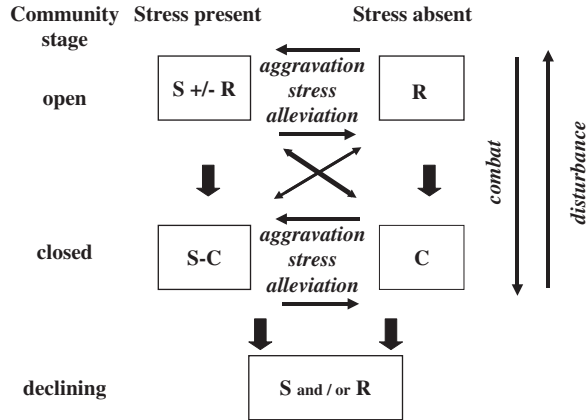 Community stage
Stress present
Stress absent
open
S +/- R
aggravation
stress
alleviation
R
combat
disturbance
closed
S-C
aggravation
stress
alleviation
C
declining
S and / or R